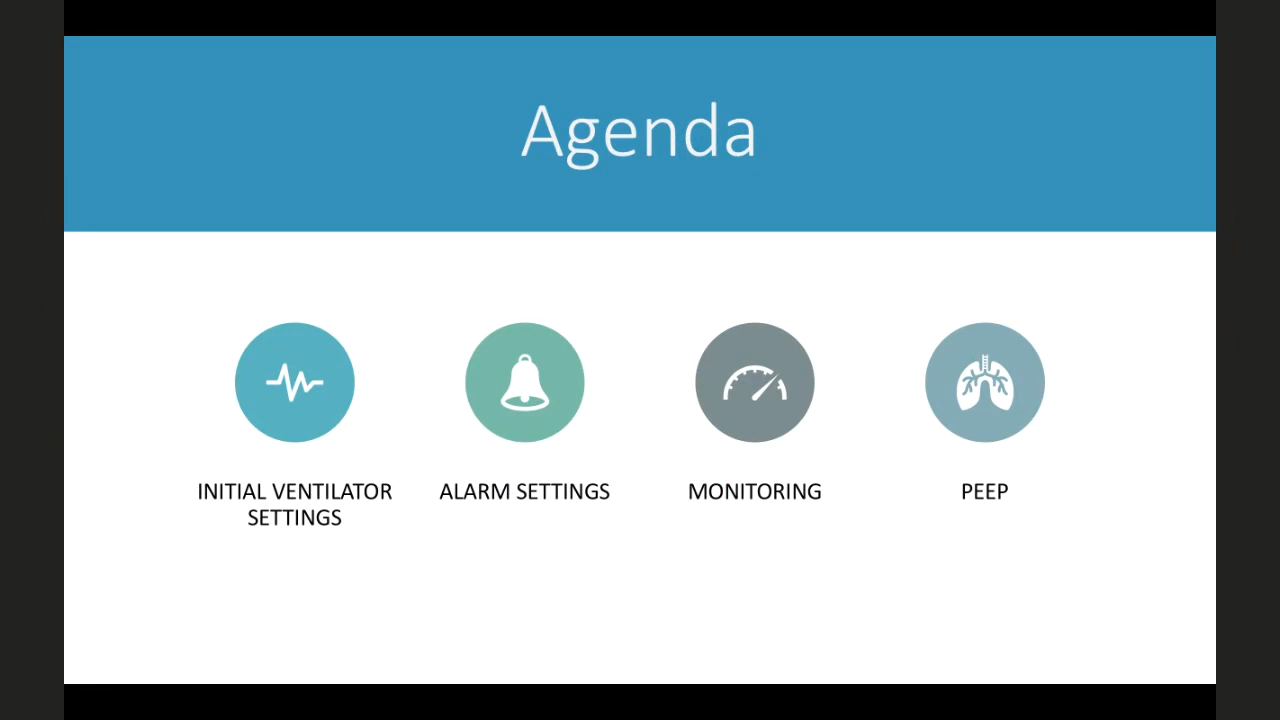 Agenda
INITIAL VENTILATOR
SETTINGS
ALARM SETTINGS
MONITORING
PEEP